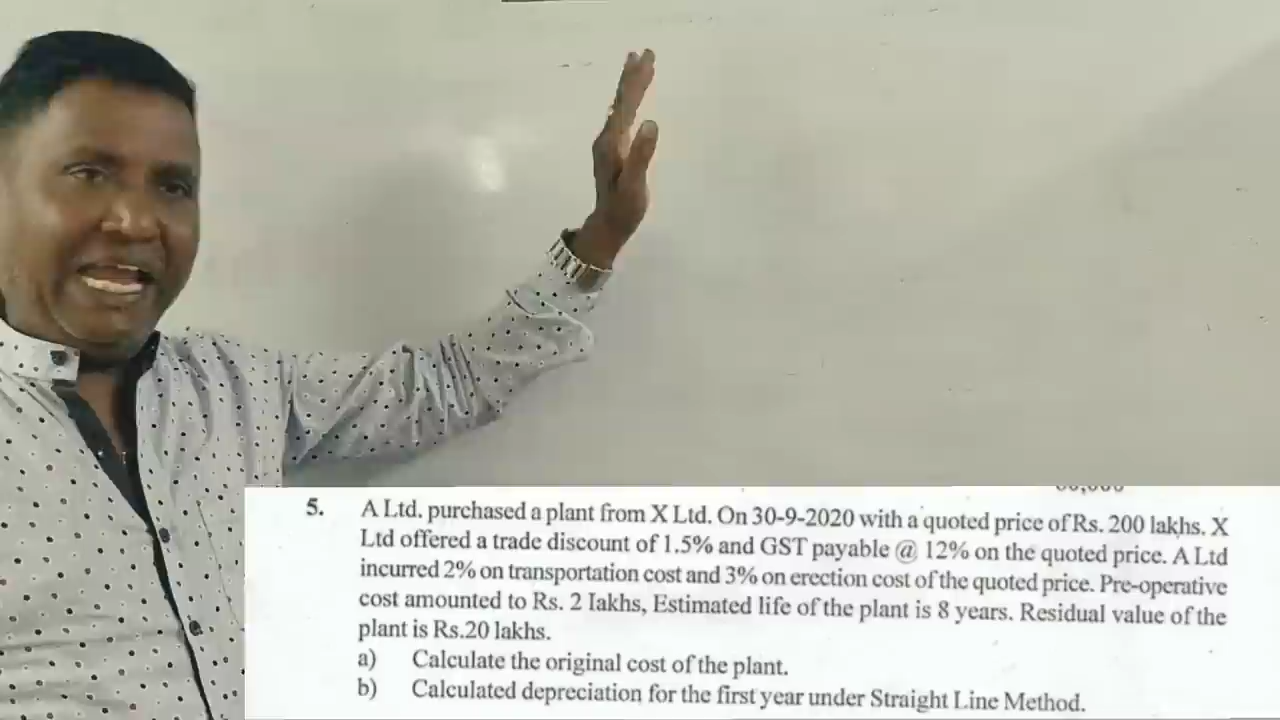 5. A Ltd. purchased a plant from X Ltd. On 30-9-2020 with a quoted price of Rs. 200 lakhs. X
Ltd offered a trade discount of 1.5% and GST payable @ 12% on the quoted price. A Ltd
incurred 2% on transportation cost and 3% on erection cost of the quoted price. Pre-operative
cost amounted to Rs. 2 Iakhs, Estimated life of the plant is 8 years. Residual value of the
plant is Rs.20 lakhs.
a) Calculate the original cost of the plant.
b) Calculated depreciation for the first year under Straight Line Method.